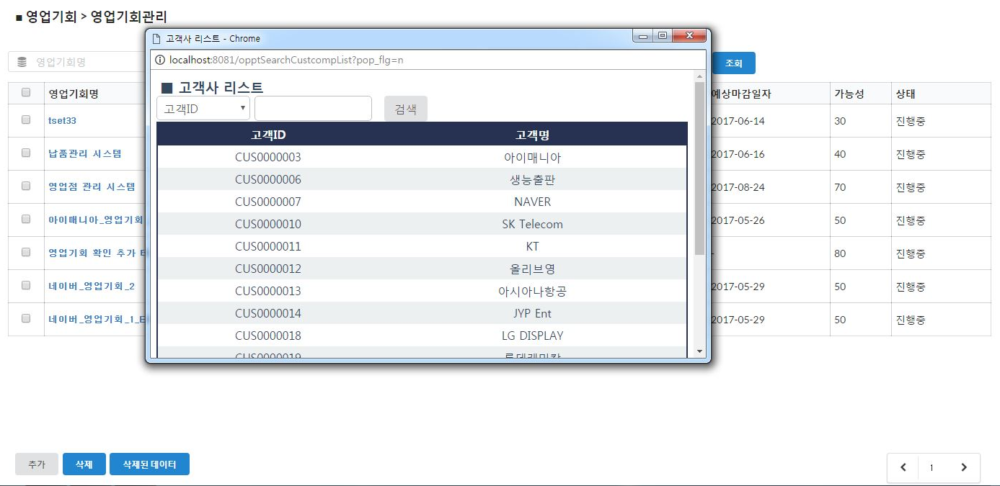 ■ 영업기회 > 영업기회관리
고객사 리스트 - Chrome
localhost:8081/opptSearchCustcompList?pop_flg=n
■ 고객사 리스트
고객ID
검색
고객ID 고객명
CUS0000003 아이매니아
CUS0000006 생능출판
CUS0000007 NAVER
CUS0000010 SK Telecom
CUS0000011 KT
CUS0000012 올리브영
CUS0000013 아시아나항공
CUS0000014 JYP Ent
CUS0000018 LG DISPLAY
CUS0000019 롯데케미칼
영업기회명
조회
영업기회명 예상마감일자 가능성 상태
tset33 2017-06-14 30 진행중
납품관리 시스템 2017-06-16 40 진행중
영업점 관리 시스템 2017-08-24 70 진행중
아이매니아_영업기회 2017-05-26 50 진행중
영업기회 확인 추가 - 80 진행중
네이버_영업기회_2 2017-05-29 50 진행중
네이버_영업기회_1_ 2017-05-29 50 진행중
추가 삭제 삭제된 데이터
1